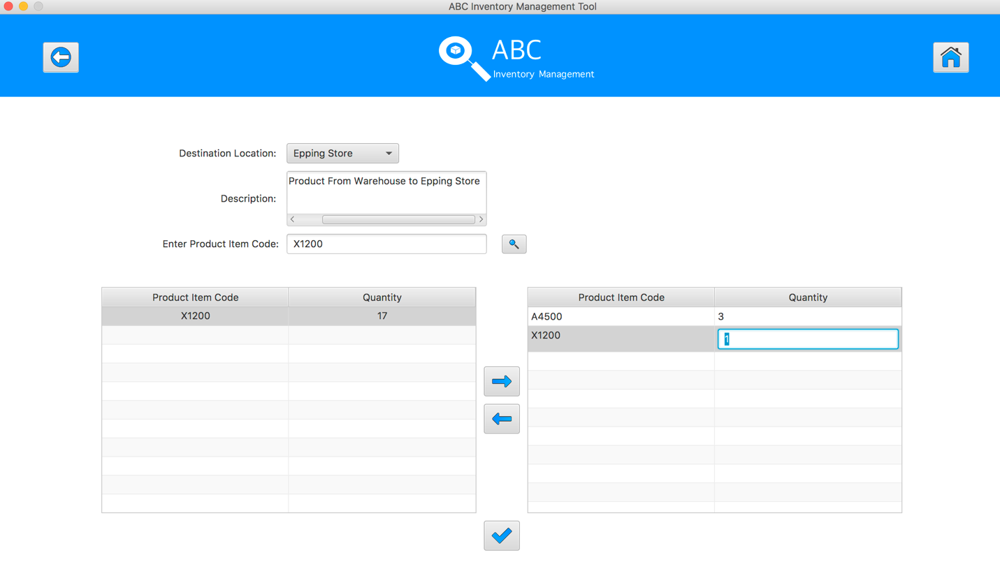 ABC Inventory Management Tool
ABC
Inventory Management
Destination Location: Epping Store
Description: Product From Warehouse to Epping Store
Enter Product Item Code: X1200
Product Item Code Quantity
X1200 17
Product Item Code Quantity
A4500 3
X1200 1